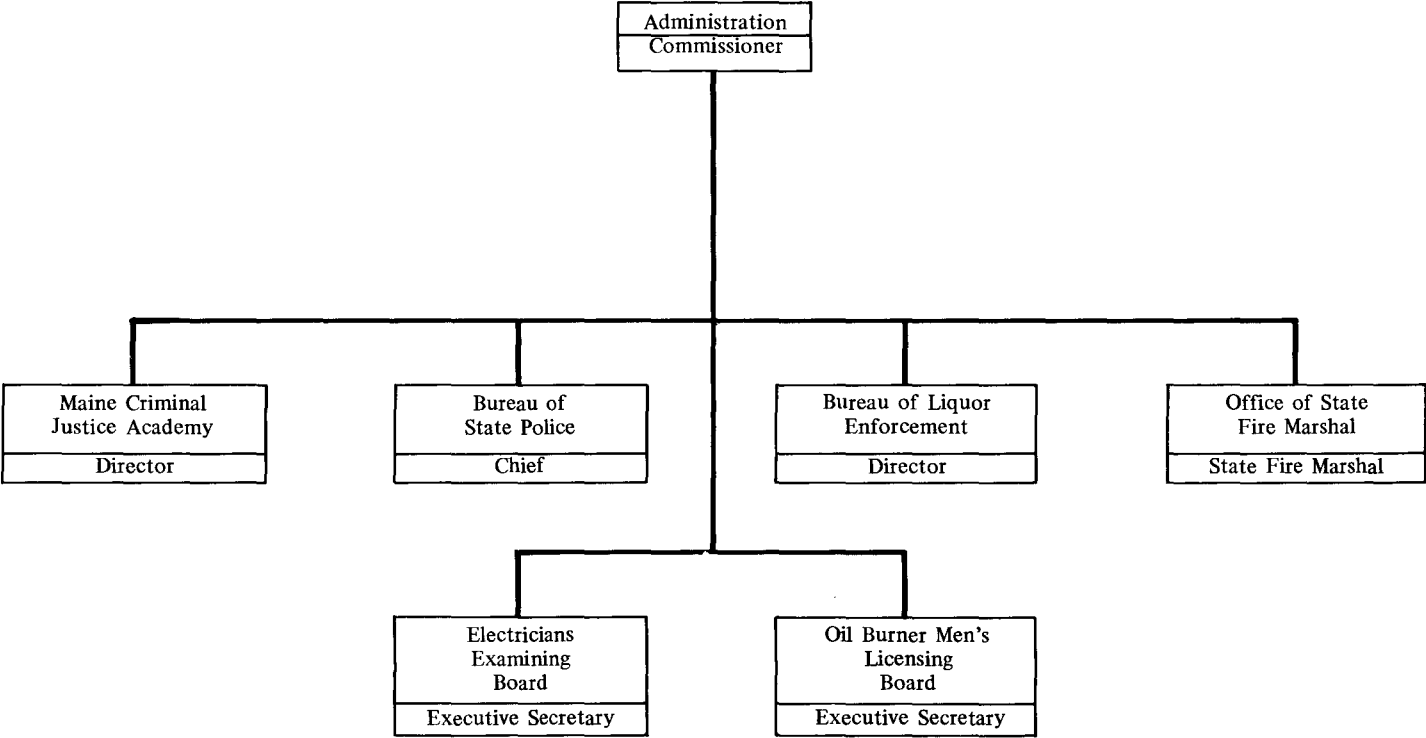 Administration
Commissioner
Maine Criminal
Justice Academy
Director
Bureau of
State Police
Chief
Bureau of Liquor
Enforcement
Director
Office of State
Fire Marshal
State Fire Marshal
Electricians
Examining
Board
Executive Secretary
Oil Burner Men's
Licensing
Board
Executive Secretary